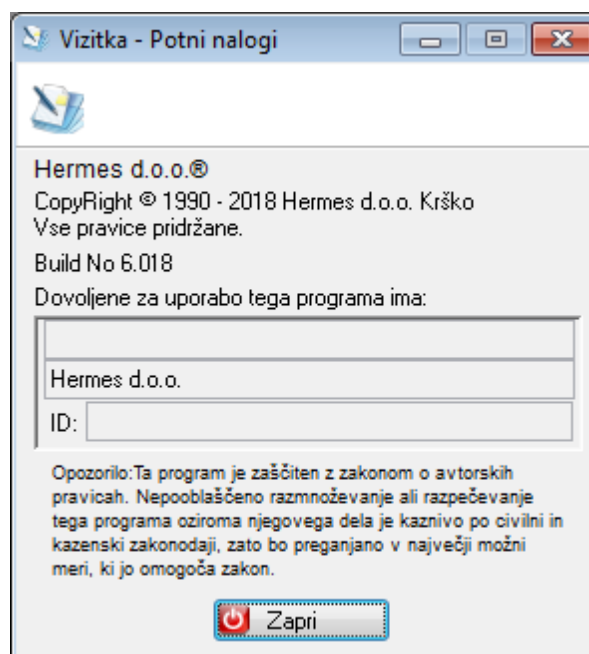 Vizitka - Potni nalogi
Hermes d.o.o.®
CopyRight © 1990 - 2018 Hermes d.o.o. Krško
Vse pravice pridržane.
Build No 6.018
Dovoljene za uporabo tega programa ima:
Hermes d.o.o.
ID:
Opozorilo:Ta program je zaščiten z zakonom o avtorskih
pravicah. Nepooblaščeno razmnoževanje ali razpečevanje
tega programa oziroma njegovega dela je kaznivo po civilni in
kazenski zakonodaji, zato bo preganjano v največji možni
meri, ki jo omogoča zakon.
Zapri